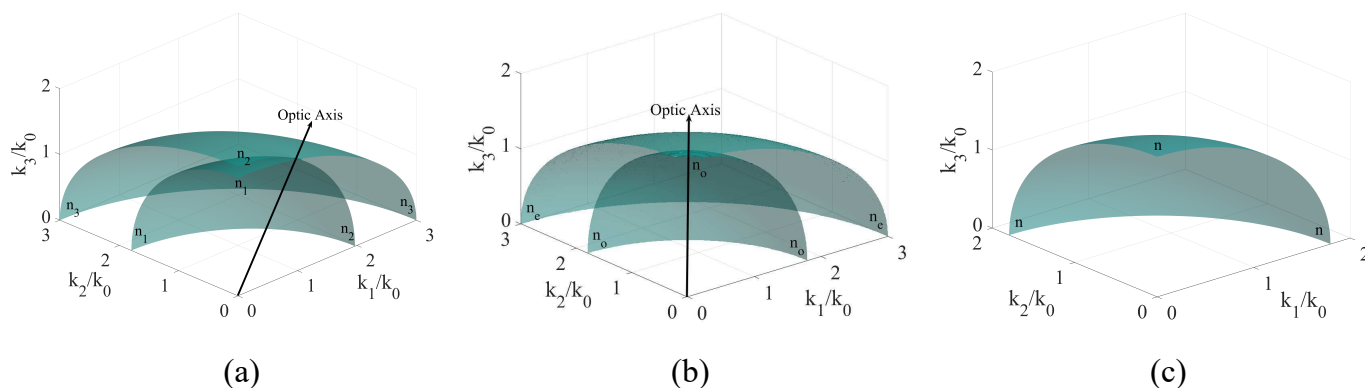 2
1
0
k₃/k₀
3
2
1
0
k₂/k₀
0
1
2
3
k₁/k₀
Optic Axis
n₂
n₁
n₃
n₃
n₁
n₂
(a)
2
1
0
k₃/k₀
3
2
1
0
k₂/k₀
0
1
2
3
k₁/k₀
Optic Axis
nₒ
nₑ
nₑ
nₒ
nₒ
(b)
2
1
0
k₃/k₀
2
1
0
k₂/k₀
0
1
2
k₁/k₀
n
n
n
(c)